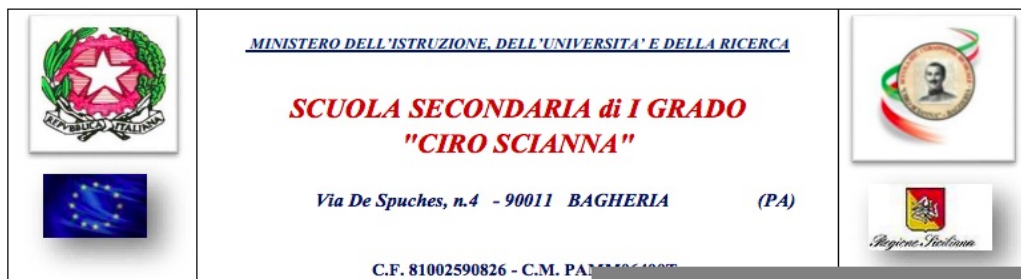 MINISTERO DELL'ISTRUZIONE, DELL'UNIVERSITA' E DELLA RICERCA
SCUOLA SECONDARIA di I GRADO
"CIRO SCIANNA"
Via De Spuches, n.4 - 90011 BAGHERIA (PA)
C.F. 81002590826 - C.M.
REPVBBLICA ITALIANA
Regione Siciliana